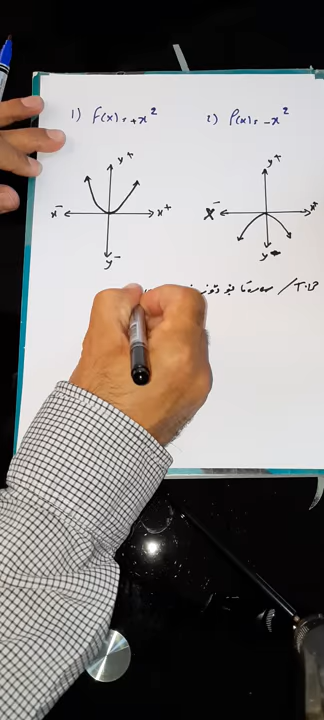 1) f(x)=+x² 2) f(x)=-x²
y+ y+
x- x+ x- x+
y- y-
T.B /